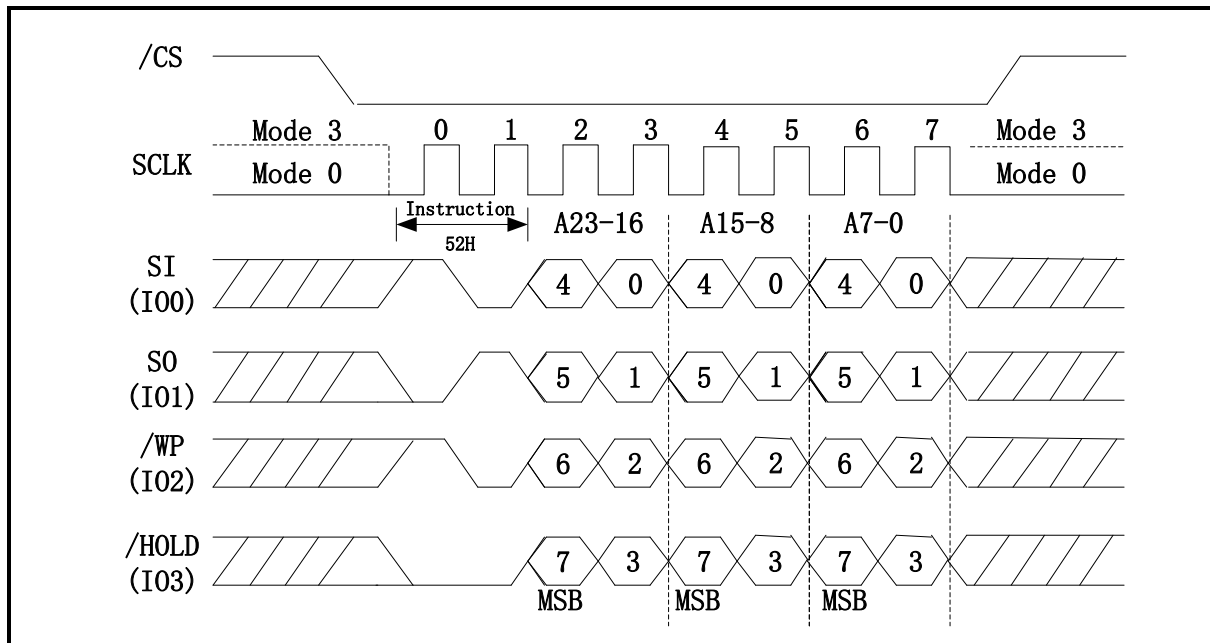 /CS
Mode 3 0 1 2 3 4 5 6 7 Mode 3
SCLK
Mode 0 Mode 0
Instruction
A23-16 A15-8 A7-0
52H
SI
(IO0)
4 0 4 0 4 0
SO
(IO1)
5 1 5 1 5 1
/WP
(IO2)
6 2 6 2 6 2
/HOLD
(IO3)
7 3 7 3 7 3
MSB MSB MSB